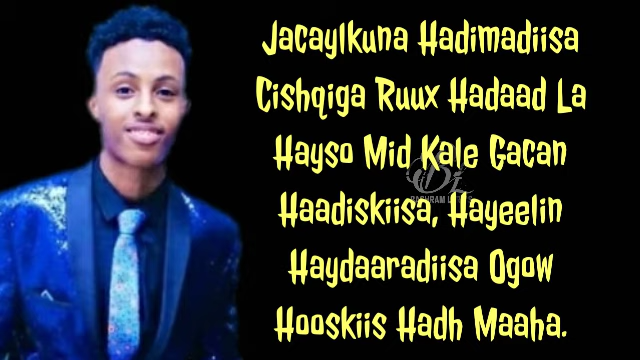 Jacaylkuna Hadimadiisa
Cishqiga Ruux Hadaad La
Hayso Mid Kale Gacan
Haadiskiisa, Hayeelin
Haydaaradiisa Ogow
Hooskiis Hadh Maaha.